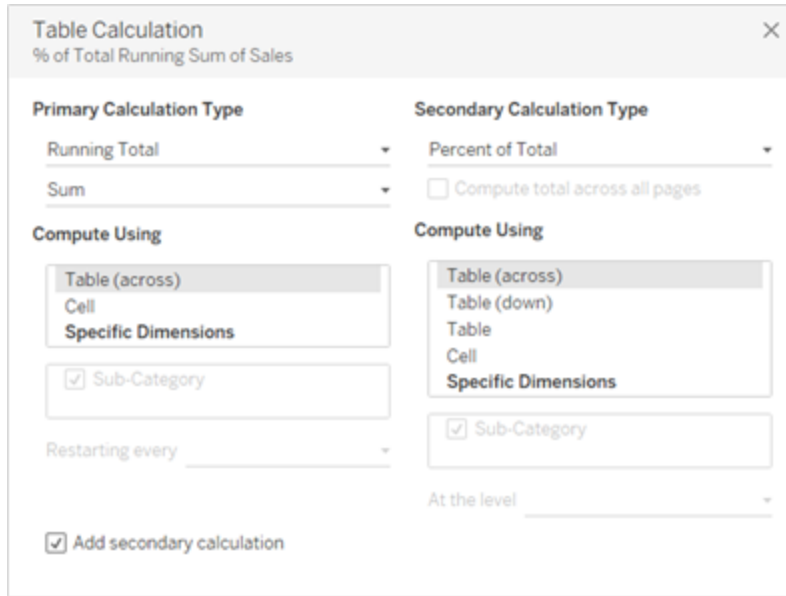 Table Calculation
% of Total Running Sum of Sales
Primary Calculation Type
Running Total
Sum
Compute Using
Table (across)
Cell
Specific Dimensions
Sub-Category
Restarting every
Add secondary calculation
Secondary Calculation Type
Percent of Total
Compute total across all pages
Compute Using
Table (across)
Table (down)
Table
Cell
Specific Dimensions
Sub-Category
At the level